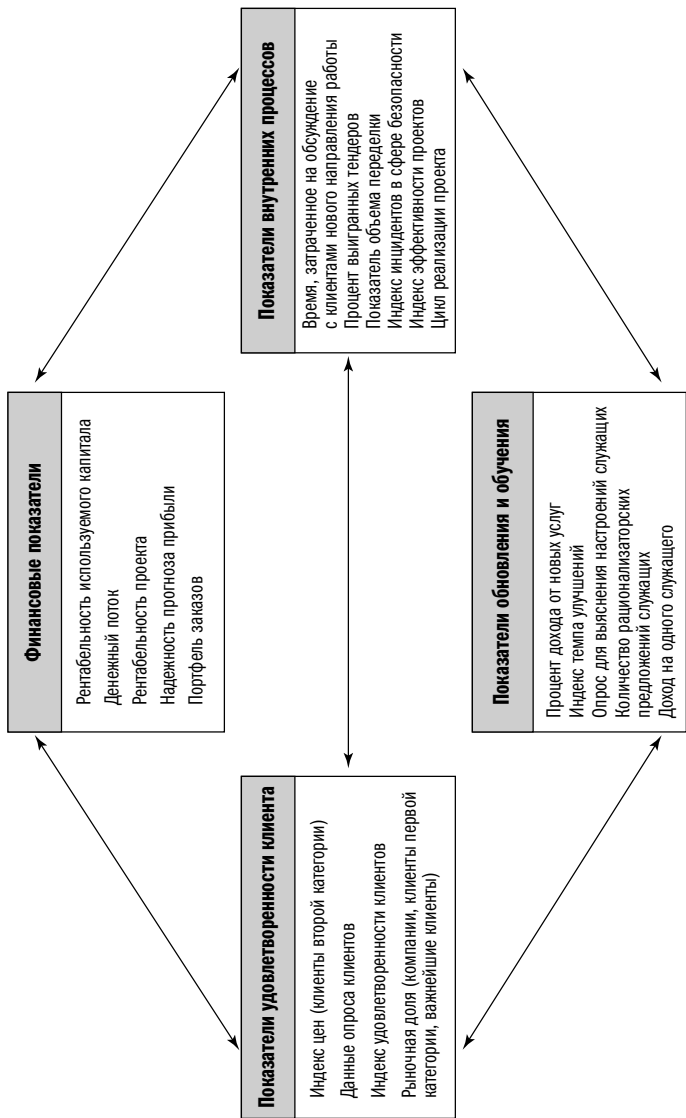 Финансовые показатели
Рентабельность используемого капитала
Денежный поток
Рентабельность проекта
Надежность прогноза прибыли
Портфель заказов
Показатели удовлетворенности клиента
Индекс цен (клиенты второй категории)
Данные опроса клиентов
Индекс удовлетворенности клиентов
Рыночная доля (компании, клиенты первой
категории, важнейшие клиенты)
Показатели внутренних процессов
Время, затраченное на обсуждение
с клиентами нового направления работы
Процент выигранных тендеров
Показатель объема переделки
Индекс инцидентов в сфере безопасности
Индекс эффективности проектов
Цикл реализации проекта
Показатели обновления и обучения
Процент дохода от новых услуг
Индекс темпа улучшений
Опрос для выяснения настроений служащих
Количество рационализаторских
предложений служащих
Доход на одного служащего